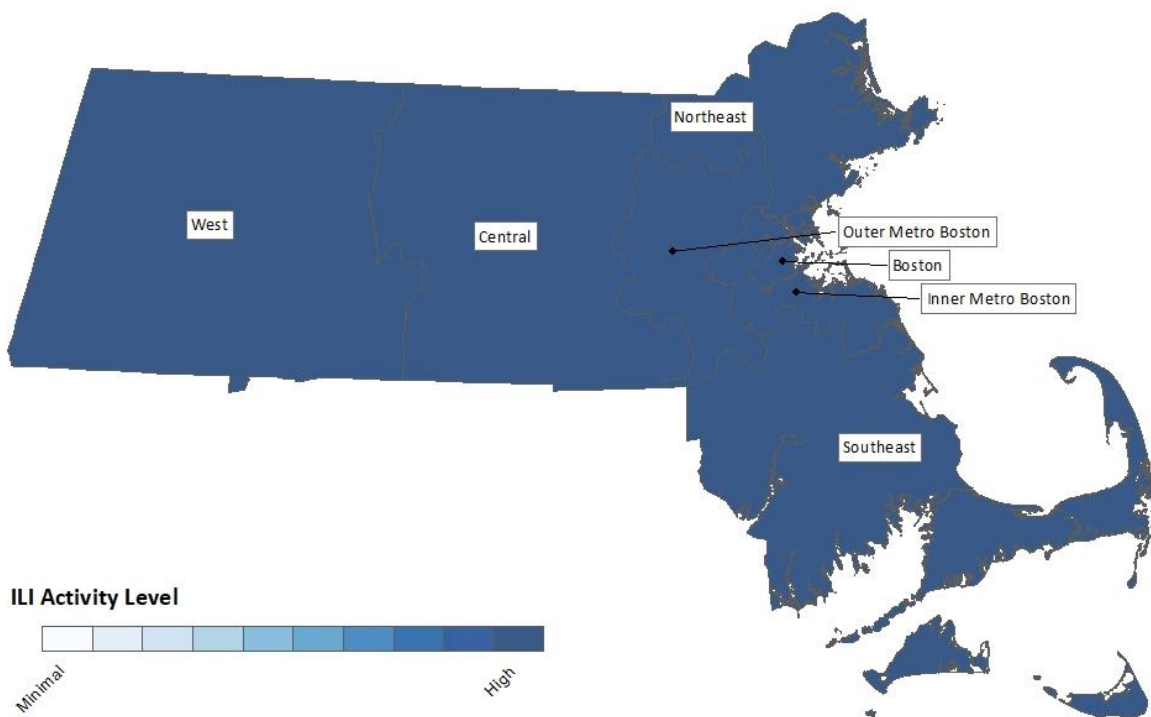 Northeast
West
Central
Outer Metro Boston
Boston
Inner Metro Boston
Southeast
ILI Activity Level
Minimal
High